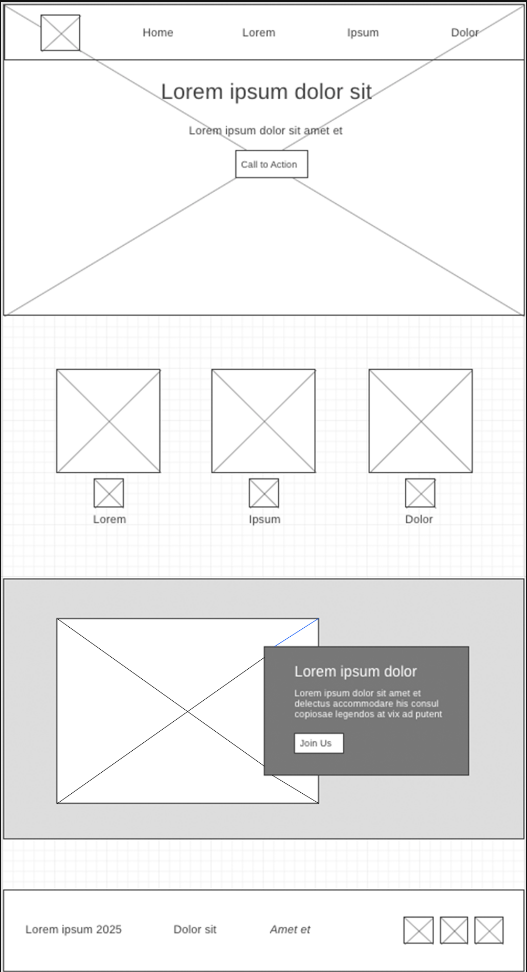 Home Lorem Ipsum Dolor
Lorem ipsum dolor sit
Lorem ipsum dolor sit amet et
Call to Action
Lorem Ipsum Dolor
Lorem ipsum dolor
Lorem ipsum dolor sit amet et
delectus accommodare his consul
copiosae legendos at vix ad putent
Join Us
Lorem ipsum 2025 Dolor sit Amet et